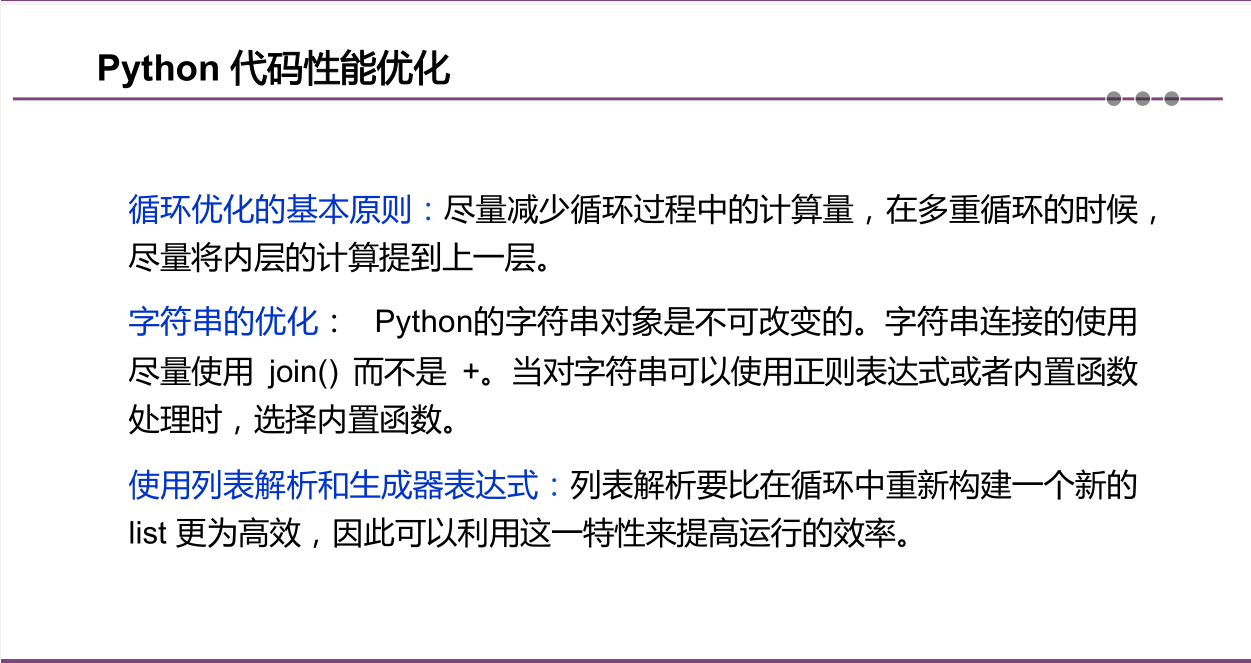 Python 代码性能优化
循环优化的基本原则：尽量减少循环过程中的计算量，在多重循环的时候，
尽量将内层的计算提到上一层。
字符串的优化： Python的字符串对象是不可改变的。字符串连接的使用
尽量使用 join() 而不是 +。当对字符串可以使用正则表达式或者内置函数
处理时，选择内置函数。
使用列表解析和生成器表达式：列表解析要比在循环中重新构建一个新的
list 更为高效，因此可以利用这一特性来提高运行的效率。